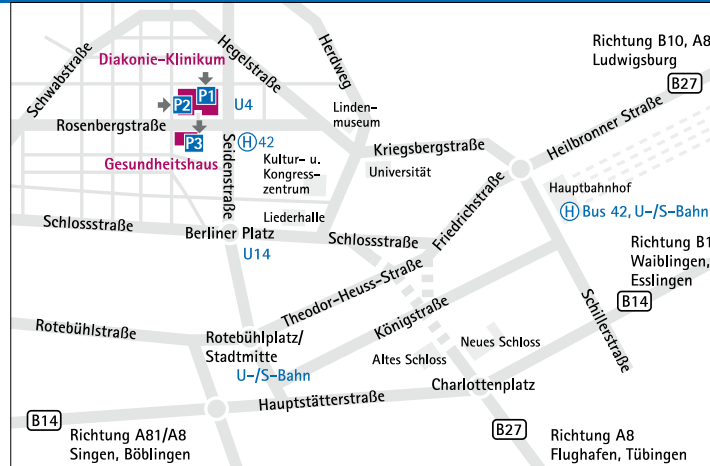 Diakonie-Klinikum
Hegelstraße
Herdweg
Richtung B10, A8
Ludwigsburg
B27
Schwabstraße
P1
P2
U4
Linden-
museum
Heilbronner Straße
Rosenbergstraße
P3
H 42
Seidenstraße
Kriegsbergstraße
Gesundheitshaus
Kultur- u.
Kongress-
zentrum
Universität
Hauptbahnhof
H Bus 42, U-/S-Bahn
Friedrichstraße
Liederhalle
Schlossstraße
Berliner Platz
Schlossstraße
U14
Richtung B1
Waiblingen,
Esslingen
B14
Theodor-Heuss-Straße
Schillerstraße
Rotebühlstraße
Königstraße
Rotebühlplatz/
Stadtmitte
U-/S-Bahn
Neues Schloss
Altes Schloss
Charlottenplatz
Hauptstätterstraße
B14
Richtung A81/A8
Singen, Böblingen
B27
Richtung A8
Flughafen, Tübingen